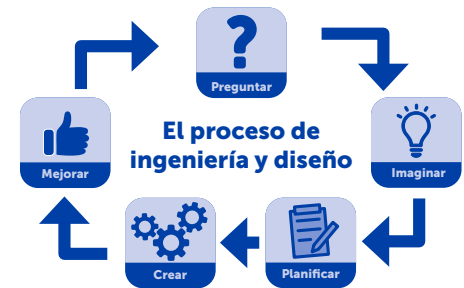 Preguntar
El proceso de
ingeniería y diseño
Imaginar
Planificar
Crear
Mejorar